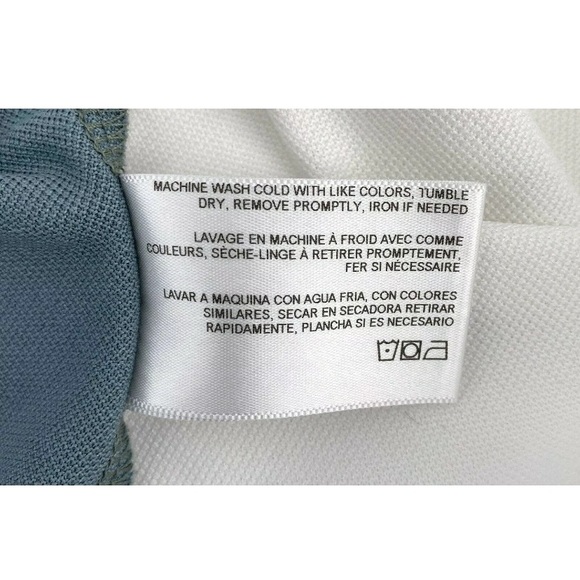 MACHINE WASH COLD WITH LIKE COLORS, TUMBLE
DRY, REMOVE PROMPTLY, IRON IF NEEDED
LAVAGE EN MACHINE À FROID AVEC COMME
COULEURS, SÈCHE-LINGE À RETIRER PROMPTEMENT,
FER SI NÉCESSAIRE
LAVAR A MAQUINA CON AGUA FRIA, CON COLORES
SIMILARES, SECAR EN SECADORA RETIRAR
RAPIDAMENTE, PLANCHA SI ES NECESARIO